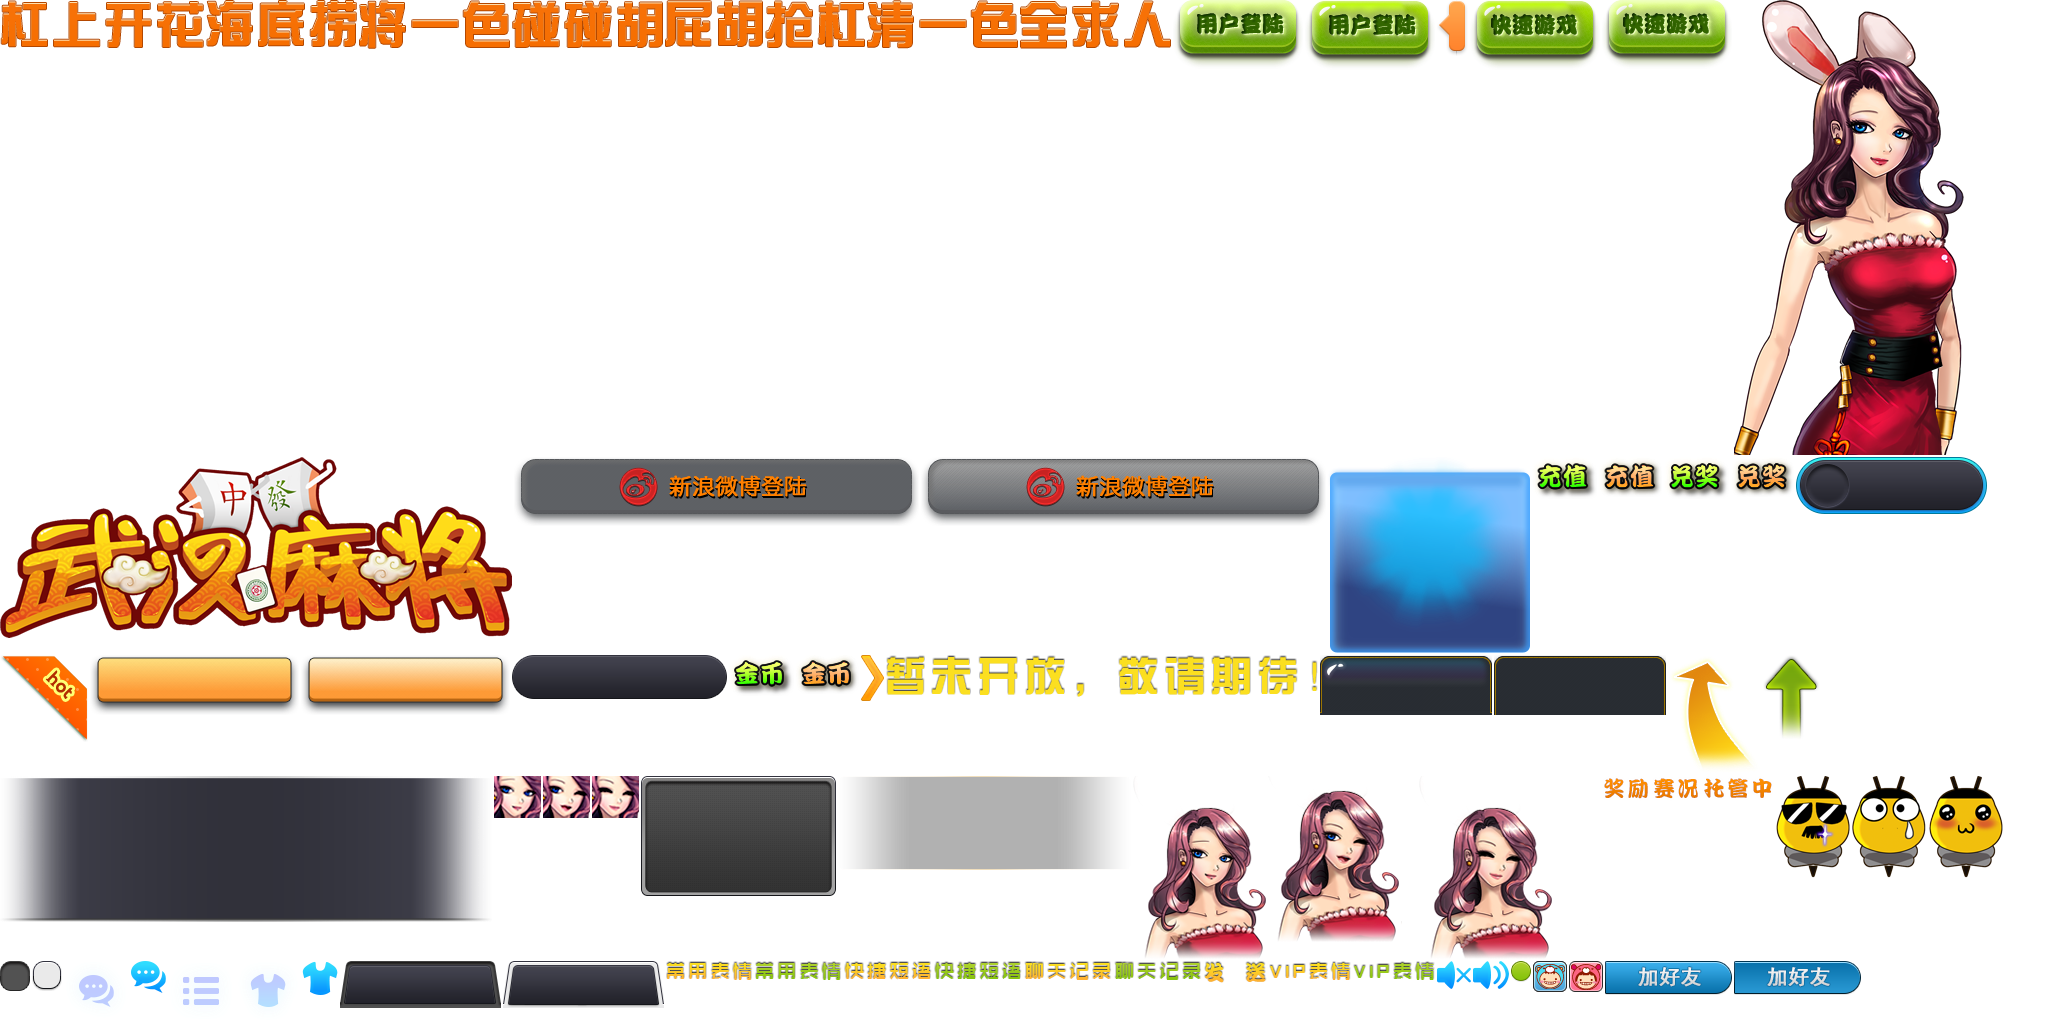 杠上开花海底捞将一色碰碰胡屁胡抢杠清一色全求人
用户登陆
用户登陆
快速游戏
快速游戏
中發
武汉麻将
新浪微博登陆
新浪微博登陆
充值
充值
兑奖
兑奖
hot
金币
金币
暂未开放，敬请期待！
奖励赛况托管中
常用表情常用表情快捷短语快捷短语聊天记录聊天记录发 送VIP表情VIP表情
加好友
加好友